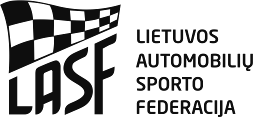 LASF
LIETUVOS
AUTOMOBILIŲ
SPORTO
FEDERACIJA